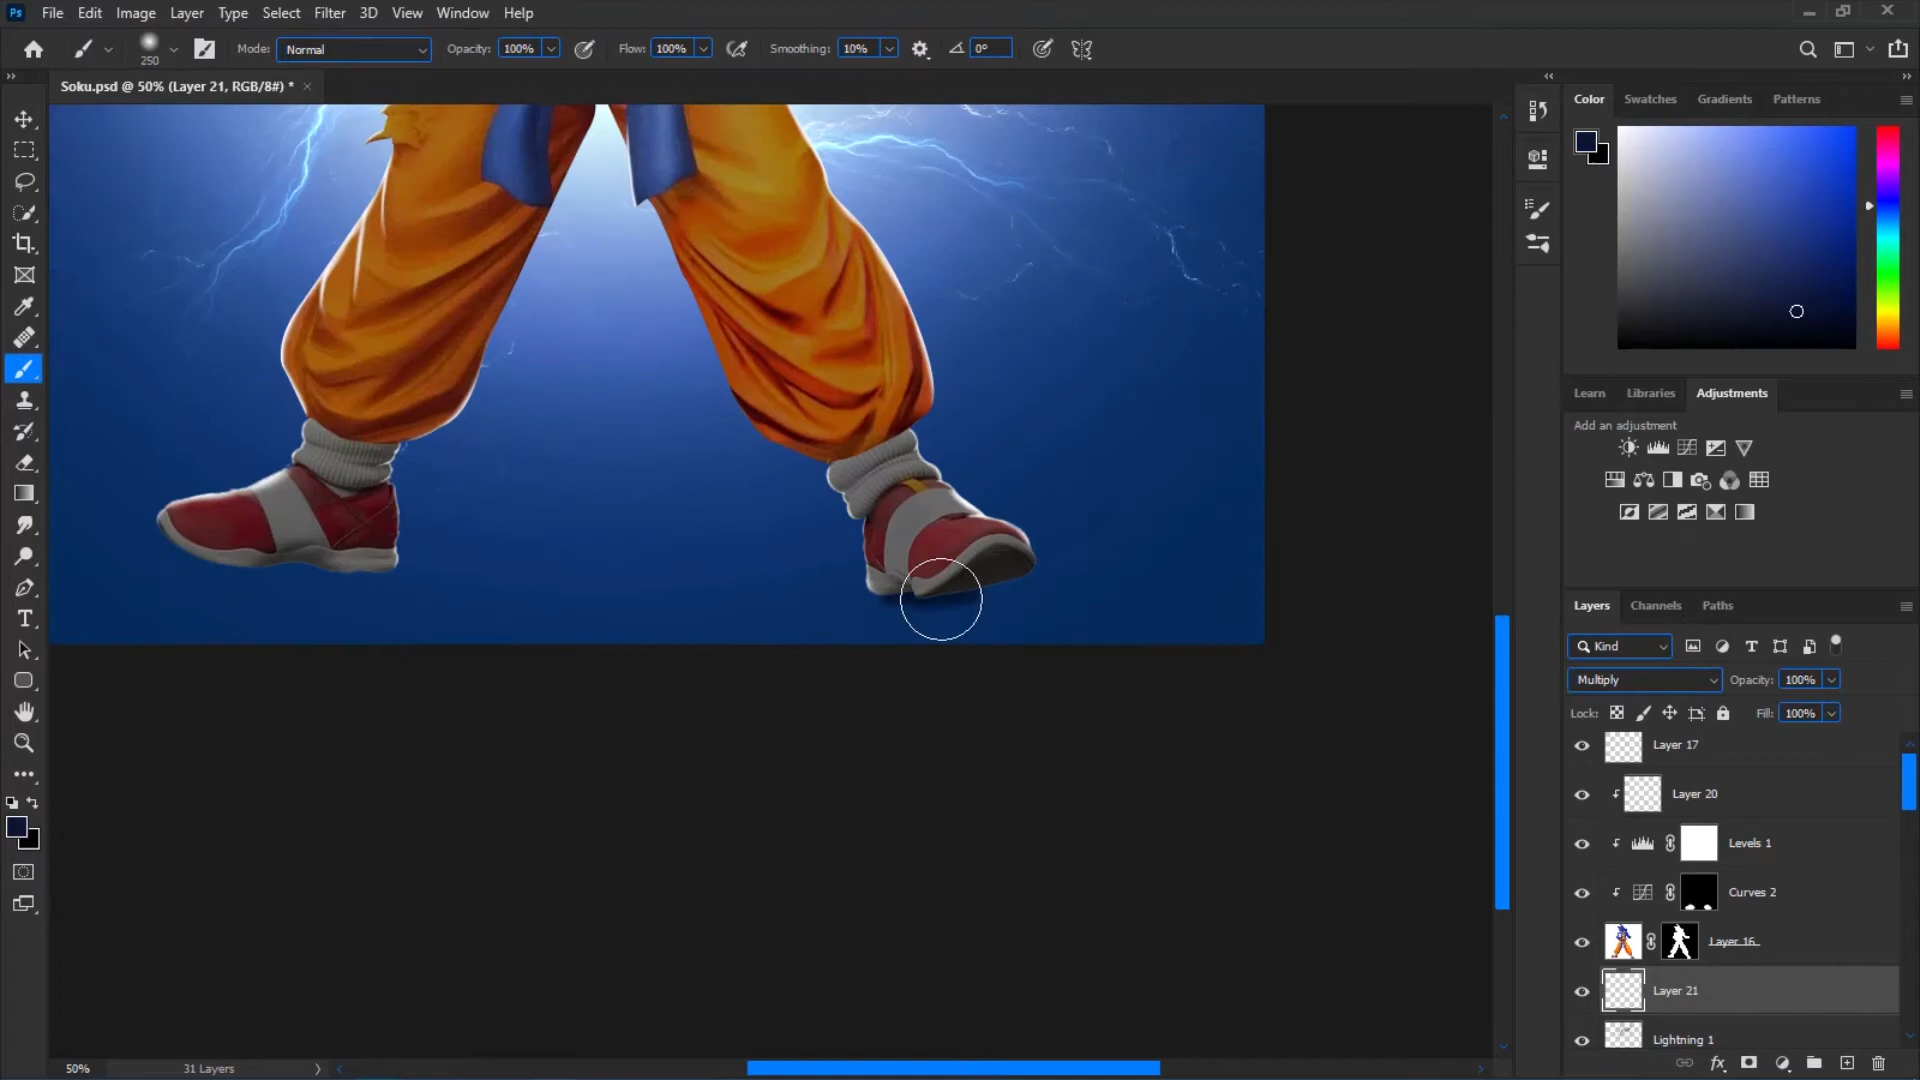 Ps File Edit Image Layer Type Select Filter 3D View Window Help
250 Mode: Normal Opacity: 100% Flow: 100% Smoothing: 10% 0°
Soku.psd @ 50% (Layer 21, RGB/8#) * ×
Color Swatches Gradients Patterns
Learn Libraries Adjustments
Add an adjustment
Layers Channels Paths
Kind
Multiply Opacity: 100%
Lock: Fill: 100%
Layer 17
Layer 20
Levels 1
Curves 2
Layer 16
Layer 21
Lightning 1
fx
50% 31 Layers